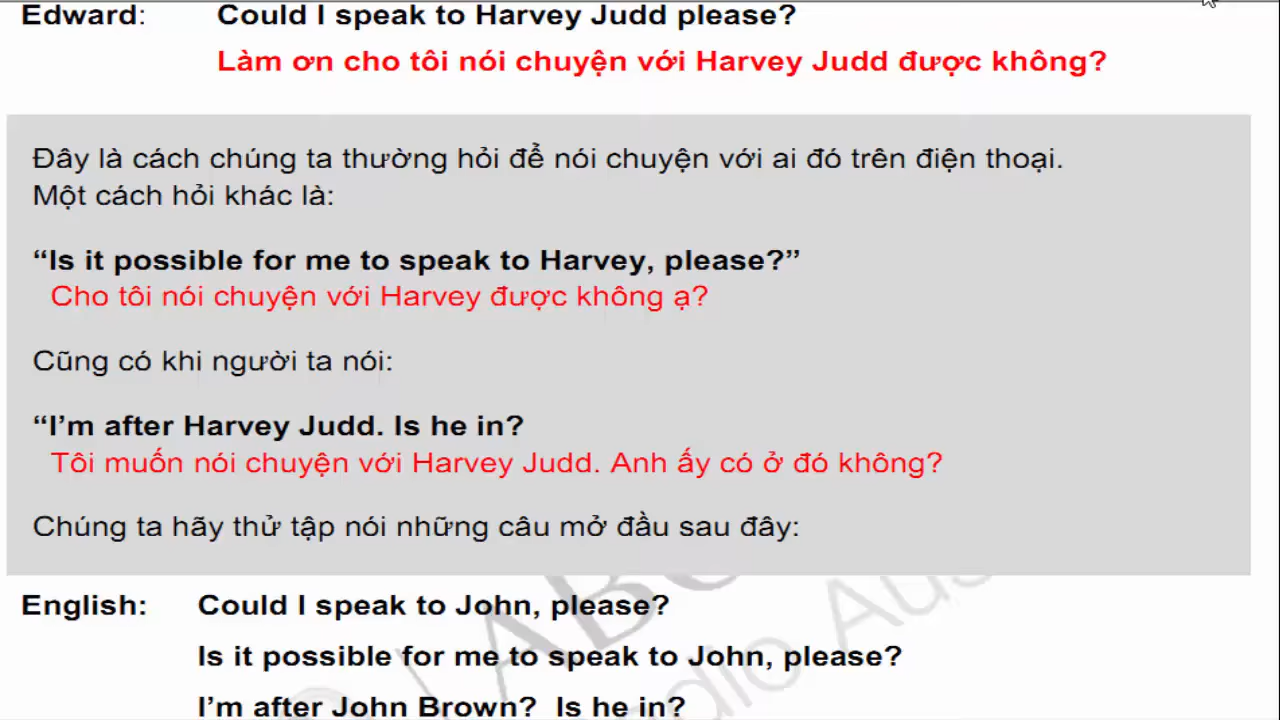 Edward: Could I speak to Harvey Judd please?
Làm ơn cho tôi nói chuyện với Harvey Judd được không?
Đây là cách chúng ta thường hỏi để nói chuyện với ai đó trên điện thoại.
Một cách hỏi khác là:
“Is it possible for me to speak to Harvey, please?”
Cho tôi nói chuyện với Harvey được không ạ?
Cũng có khi người ta nói:
“I’m after Harvey Judd. Is he in?
Tôi muốn nói chuyện với Harvey Judd. Anh ấy có ở đó không?
Chúng ta hãy thử tập nói những câu mở đầu sau đây:
English: Could I speak to John, please?
Is it possible for me to speak to John, please?
I’m after John Brown? Is he in?